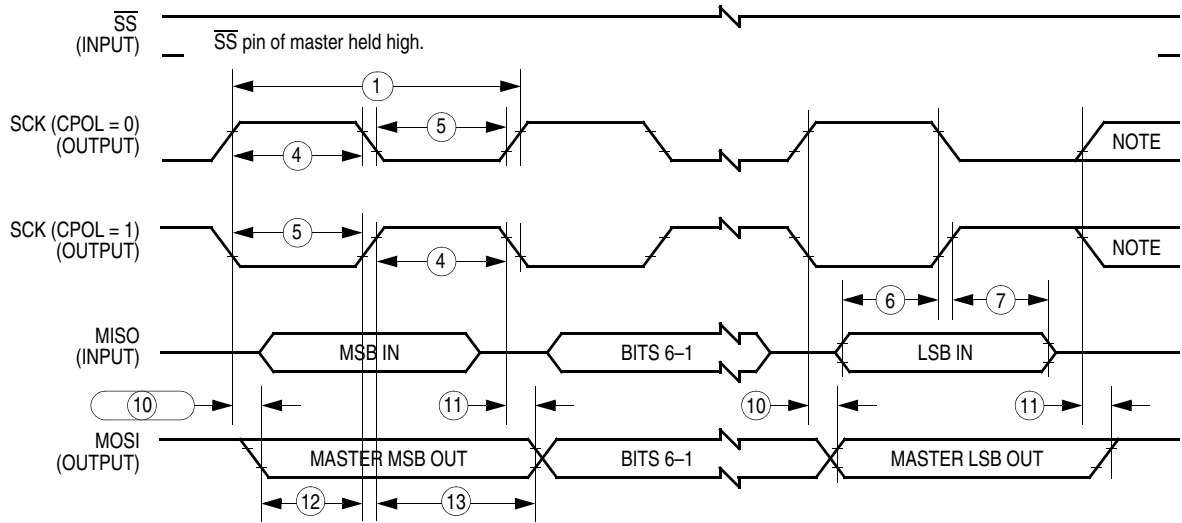 SS
(INPUT)
SS pin of master held high.
1
SCK (CPOL = 0)
(OUTPUT)
5
4
NOTE
SCK (CPOL = 1)
(OUTPUT)
5
4
NOTE
6
7
MISO
(INPUT)
MSB IN
BITS 6–1
LSB IN
10
11
10
11
MOSI
(OUTPUT)
MASTER MSB OUT
BITS 6–1
MASTER LSB OUT
12
13